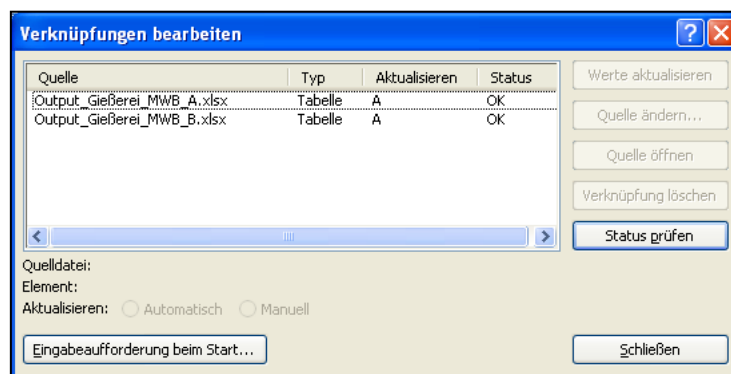 Verknüpfungen bearbeiten
Quelle Typ Aktualisieren Status
Output_Gießerei_MWB_A.xlsx Tabelle A OK
Output_Gießerei_MWB_B.xlsx Tabelle A OK
Werte aktualisieren
Quelle ändern...
Quelle öffnen
Verknüpfung löschen
Status prüfen
Quelldatei:
Element:
Aktualisieren: Automatisch Manuell
Eingabeaufforderung beim Start...
Schließen